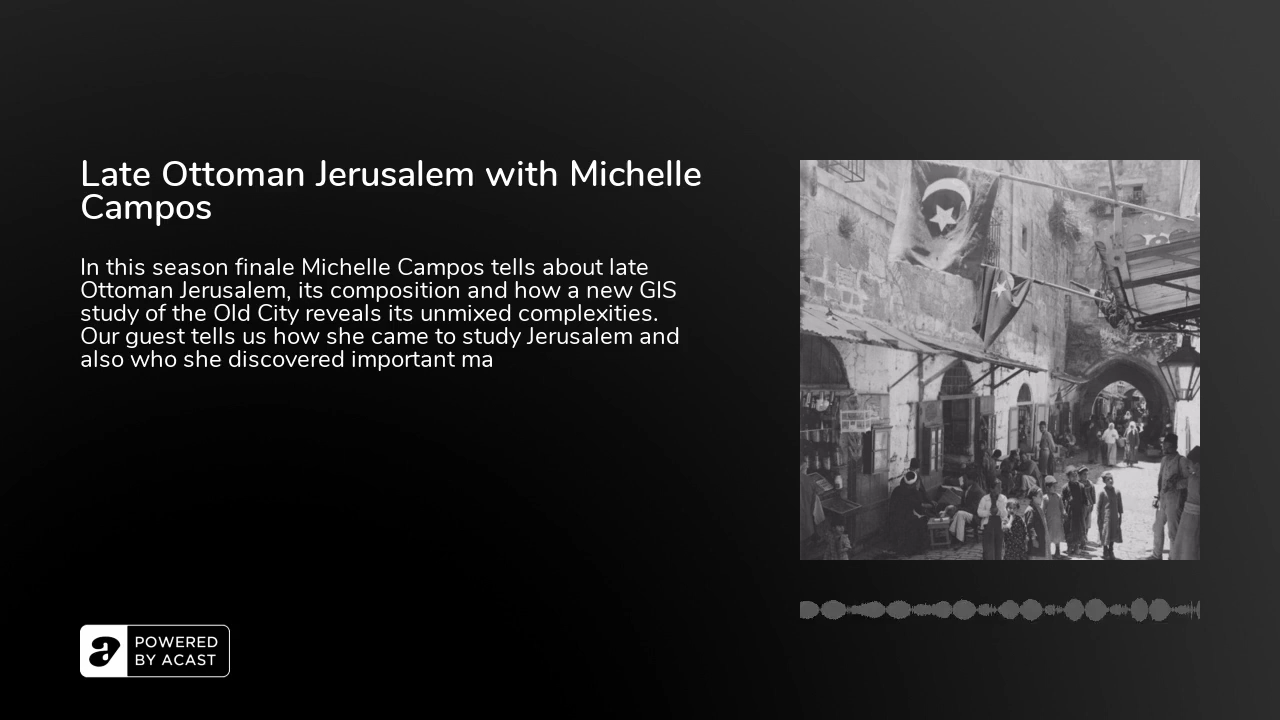 Late Ottoman Jerusalem with Michelle
Campos
In this season finale Michelle Campos tells about late
Ottoman Jerusalem, its composition and how a new GIS
study of the Old City reveals its unmixed complexities.
Our guest tells us how she came to study Jerusalem and
also who she discovered important ma
a
POWERED
BY ACAST